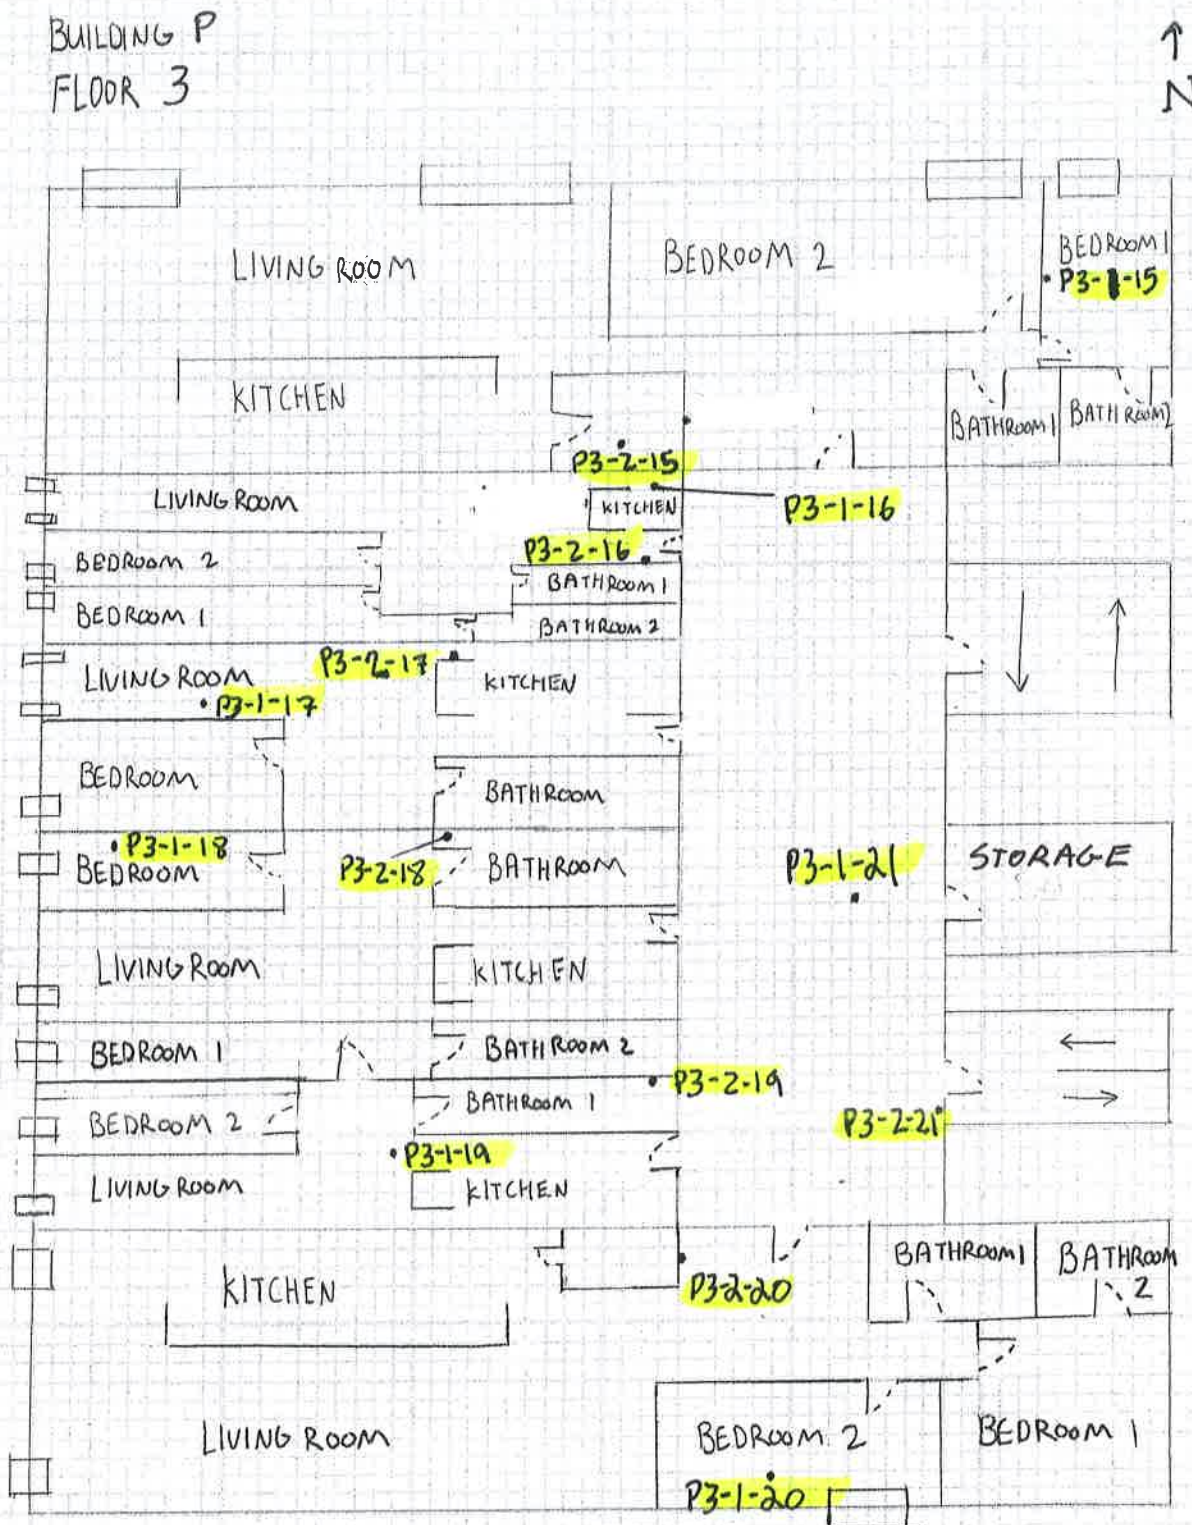 BUILDING P
FLOOR 3
↑
N
LIVING ROOM
BEDROOM 2
BEDROOM 1
P3-1-15
KITCHEN
BATHROOM 1
BATHROOM 2
P3-2-15
LIVING ROOM
KITCHEN
P3-1-16
P3-2-16
BEDROOM 2
BATHROOM 1
BEDROOM 1
BATHROOM 2
P3-2-17
LIVING ROOM
KITCHEN
P3-1-17
BEDROOM
BATHROOM
P3-1-18
BEDROOM
P3-2-18
BATHROOM
P3-1-21
STORAGE
LIVING ROOM
KITCHEN
BEDROOM 1
BATHROOM 2
P3-2-19
BATHROOM 1
BEDROOM 2
P3-2-21
P3-1-19
LIVING ROOM
KITCHEN
BATHROOM 1
BATHROOM
2
KITCHEN
P3-2-20
LIVING ROOM
BEDROOM 2
BEDROOM 1
P3-1-20